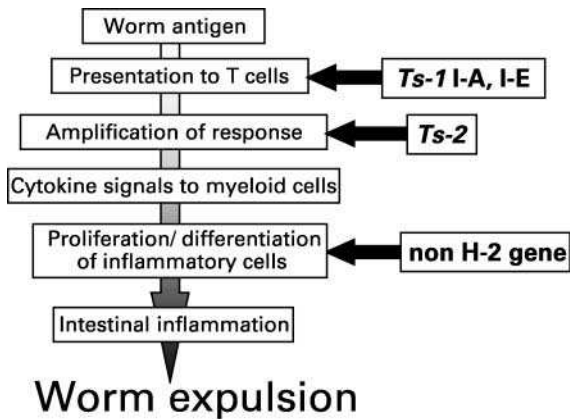 Worm antigen
Presentation to T cells
Ts-1 I-A, I-E
Amplification of response
Ts-2
Cytokine signals to myeloid cells
Proliferation/ differentiation
of inflammatory cells
non H-2 gene
Intestinal inflammation
Worm expulsion